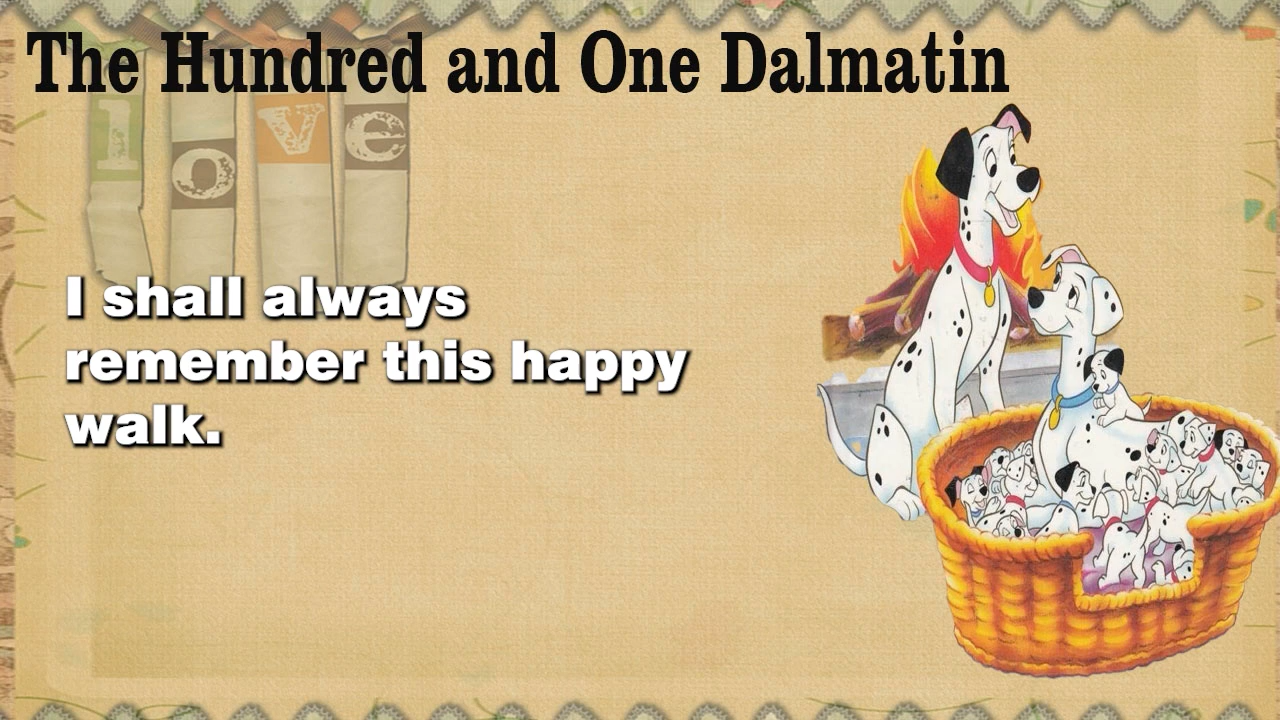 The Hundred and One Dalmatin
love
I shall always
remember this happy
walk.